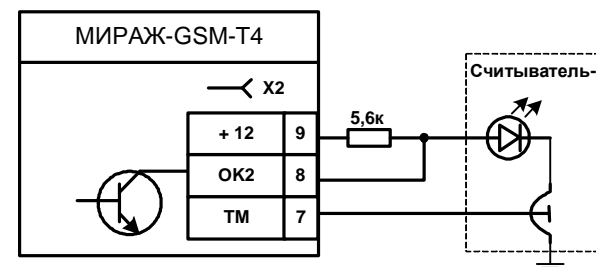 МИРАЖ-GSM-T4
X2
Считыватель-
+ 12 9 5,6к
OK2 8
TM 7